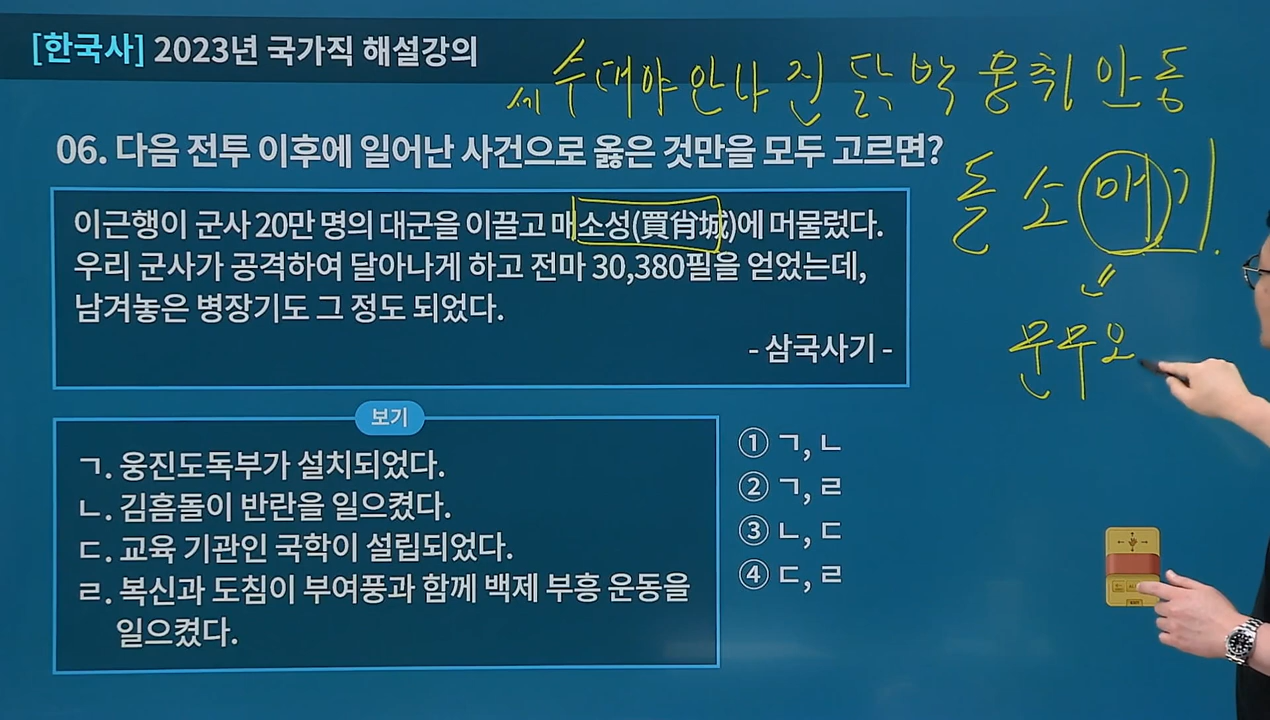 [한국사] 2023년 국가직 해설강의
세 수 대 야 안 나 진 닭 박 웅 취 안 동
06. 다음 전투 이후에 일어난 사건으로 옳은 것만을 모두 고르면?
돌 소 매 기
이근행이 군사 20만 명의 대군을 이끌고 매소성(買肖城)에 머물렀다.
우리 군사가 공격하여 달아나게 하고 전마 30,380필을 얻었는데,
남겨놓은 병장기도 그 정도 되었다.
- 삼국사기 -
문무오
보기
ㄱ. 웅진도독부가 설치되었다.
ㄴ. 김흠돌이 반란을 일으켰다.
ㄷ. 교육 기관인 국학이 설립되었다.
ㄹ. 복신과 도침이 부여풍과 함께 백제 부흥 운동을
일으켰다.
① ㄱ, ㄴ
② ㄱ, ㄹ
③ ㄴ, ㄷ
④ ㄷ, ㄹ